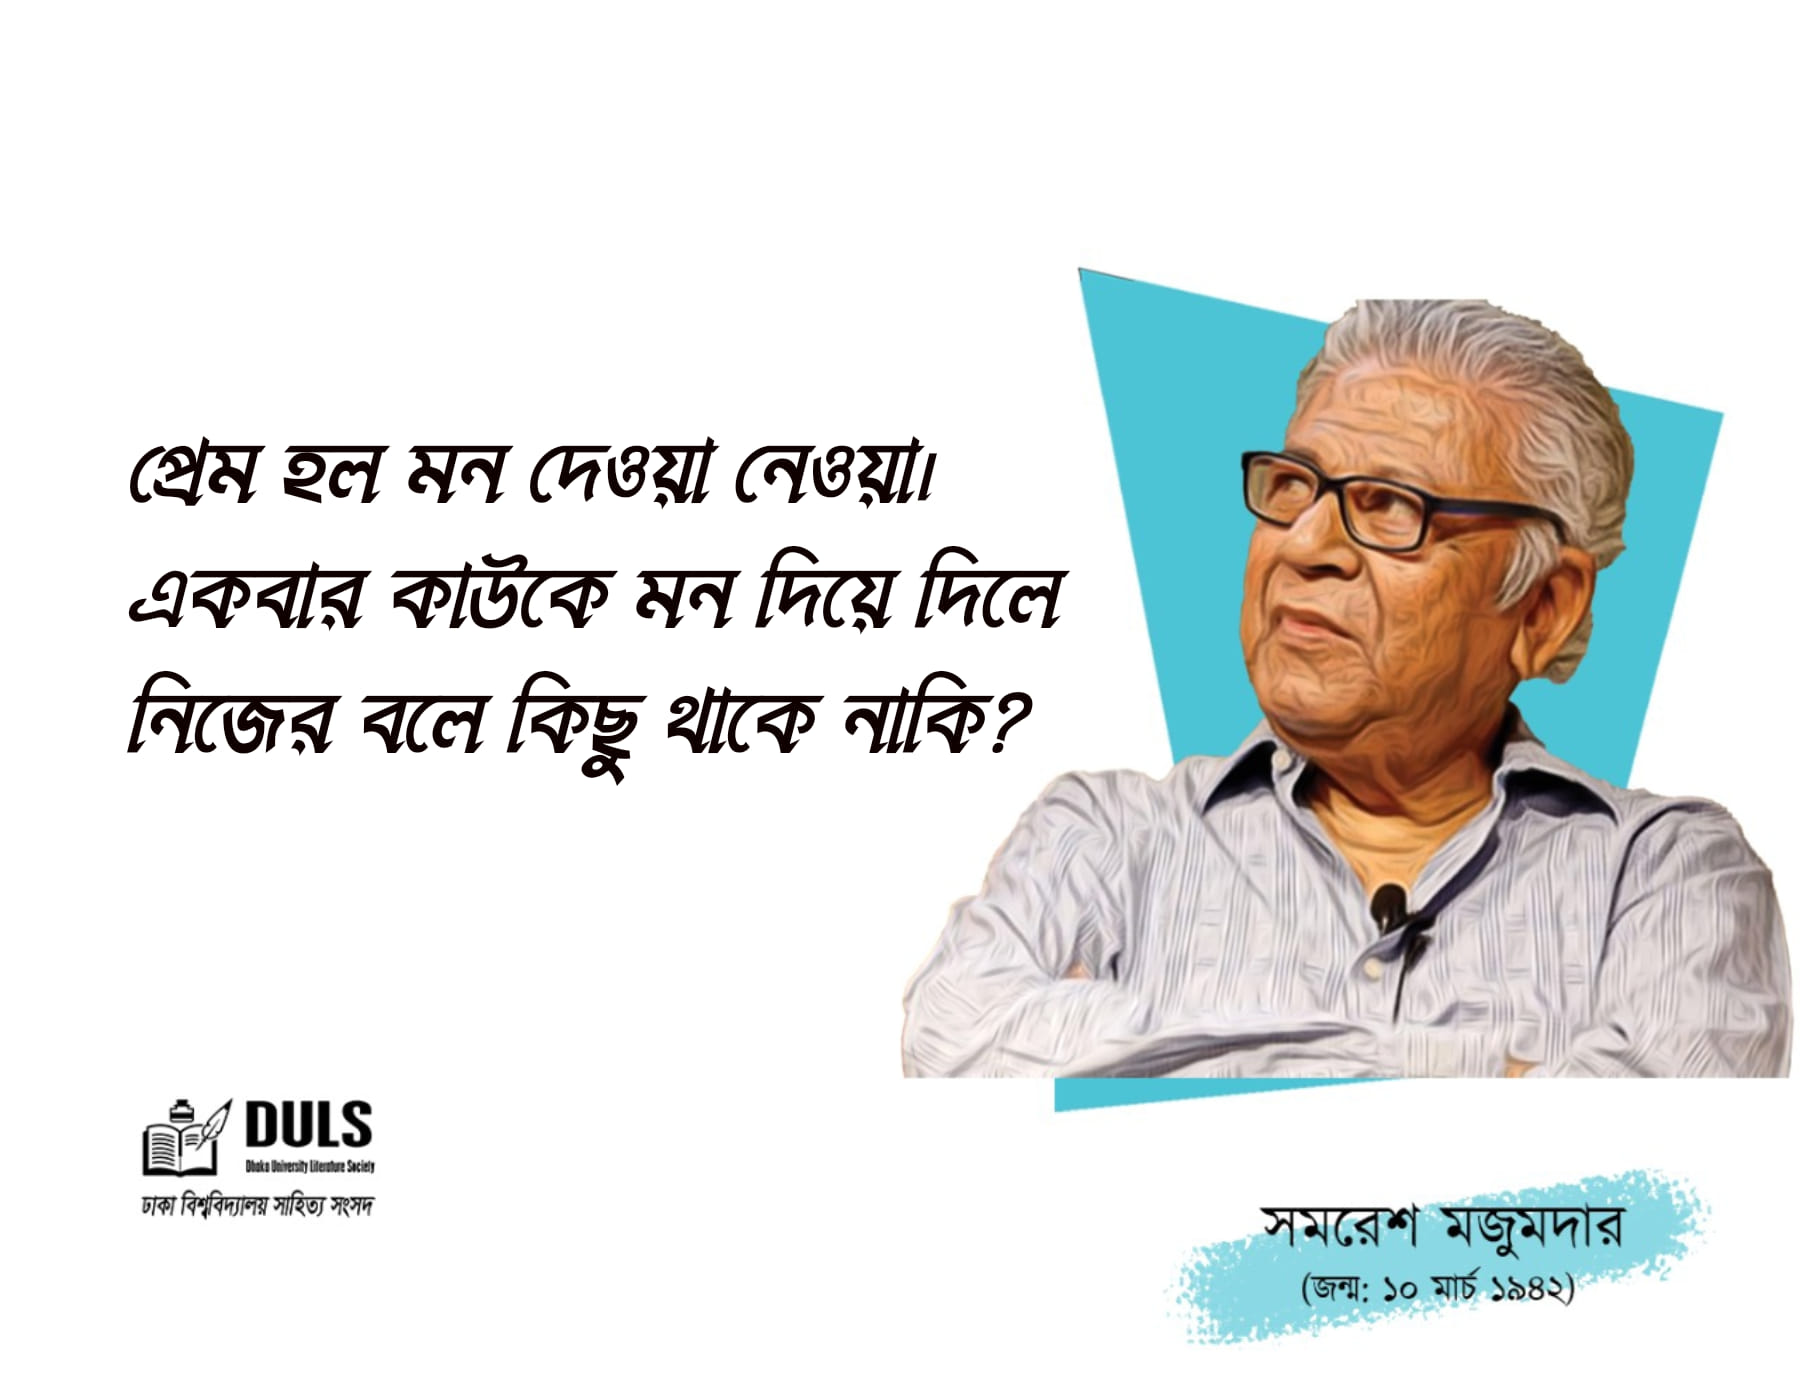 প্রেম হল মন দেওয়া নেওয়া।
একবার কাউকে মন দিয়ে দিলে
নিজের বলে কিছু থাকে নাকি?
DULS
Dhaka University Literature Society
ঢাকা বিশ্ববিদ্যালয় সাহিত্য সংসদ
সমরেশ মজুমদার
(জন্ম: ১০ মার্চ ১৯৪২)